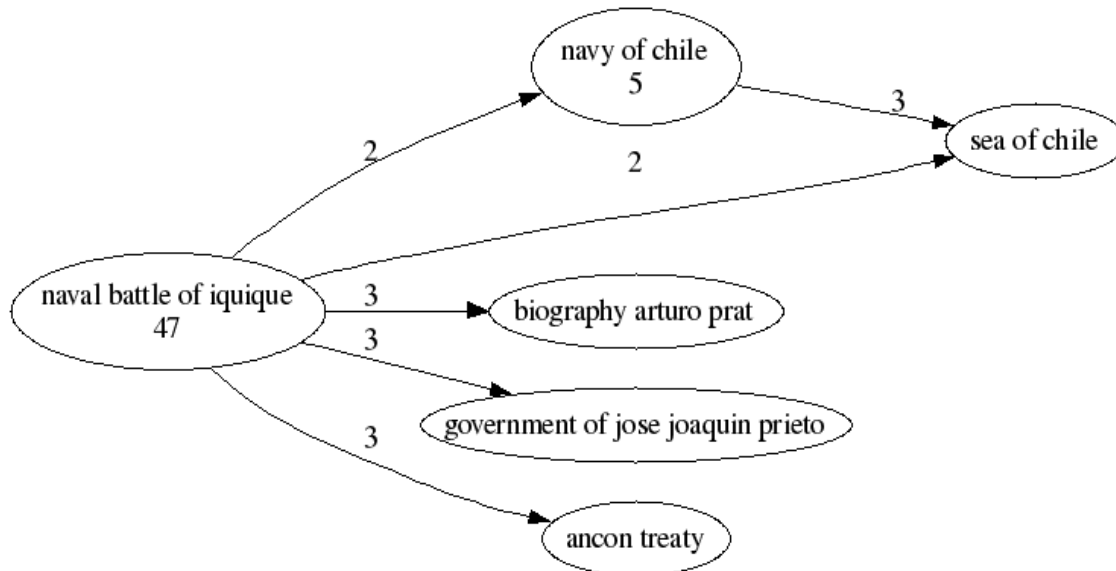 navy of chile
5
3
sea of chile
2
2
naval battle of iquique
47
3
biography arturo prat
3
government of jose joaquin prieto
3
ancon treaty